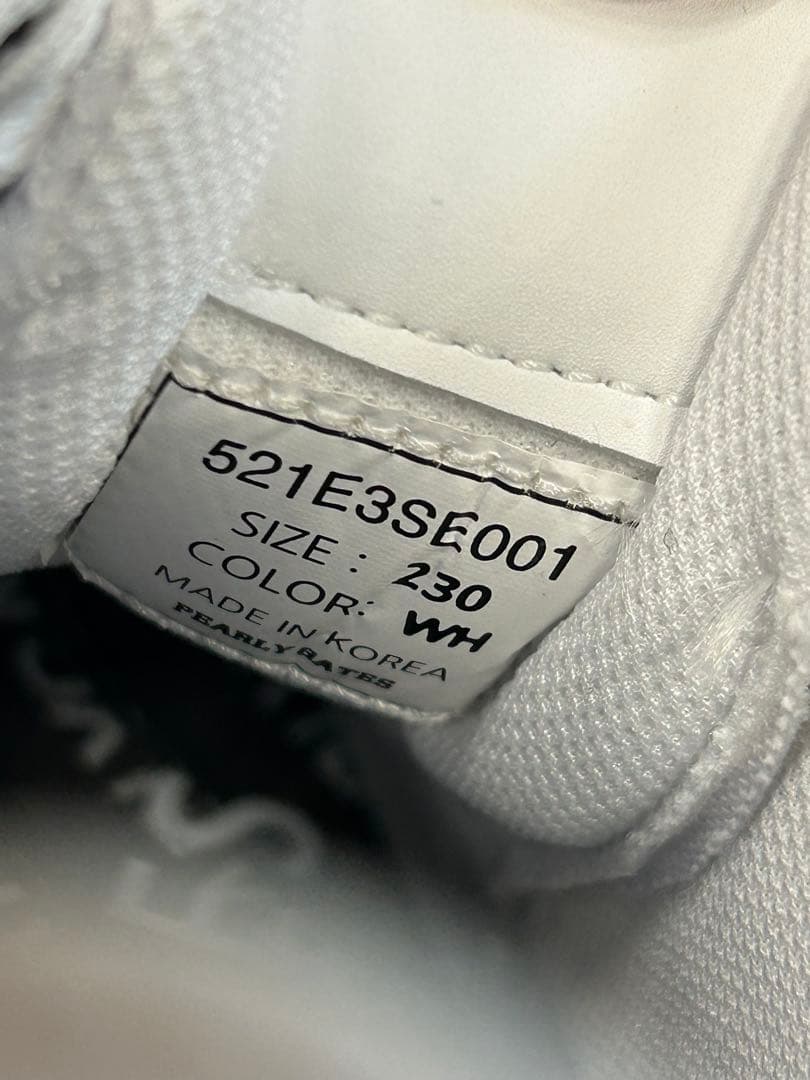 521E3SE001
SIZE : 230
COLOR: WH
MADE IN KOREA
PEARLY GATES